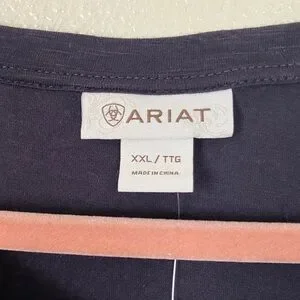 ARIAT
XXL / TTG
MADE IN CHINA